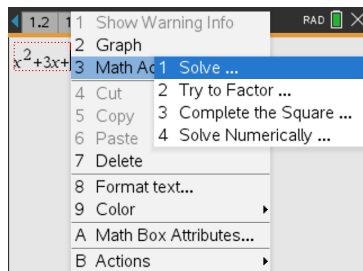 1.2 1 RAD
1 Show Warning Info
2 Graph
x²+3x+
3 Math Ac
1 Solve ...
2 Try to Factor ...
3 Complete the Square ...
4 Solve Numerically ...
4 Cut
5 Copy
6 Paste
7 Delete
8 Format text...
9 Color
A Math Box Attributes...
B Actions